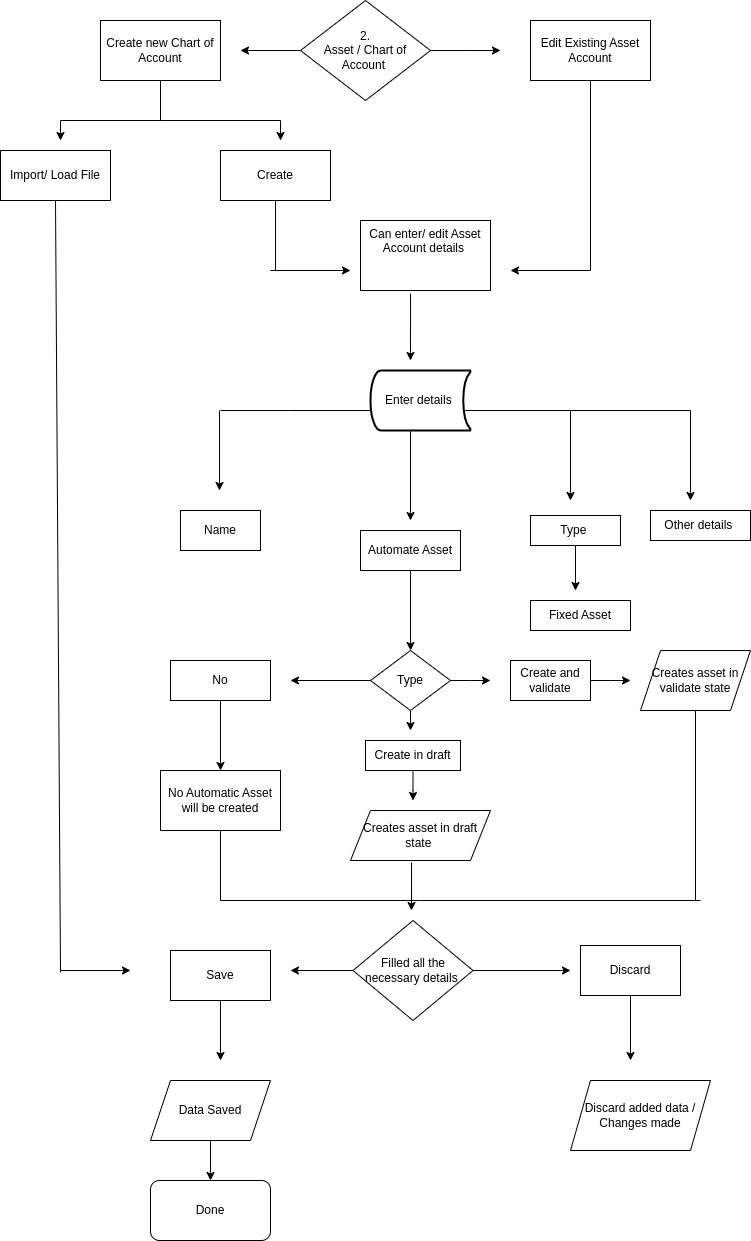 Create new Chart of
Account
2.
Asset / Chart of
Account
Edit Existing Asset
Account
Import/ Load File
Create
Can enter/ edit Asset
Account details
Enter details
Name
Automate Asset
Type
Other details
Fixed Asset
No
Type
Create and
validate
Creates asset in
validate state
Create in draft
No Automatic Asset
will be created
Creates asset in draft
state
Save
Filled all the
necessary details
Discard
Data Saved
Discard added data /
Changes made
Done